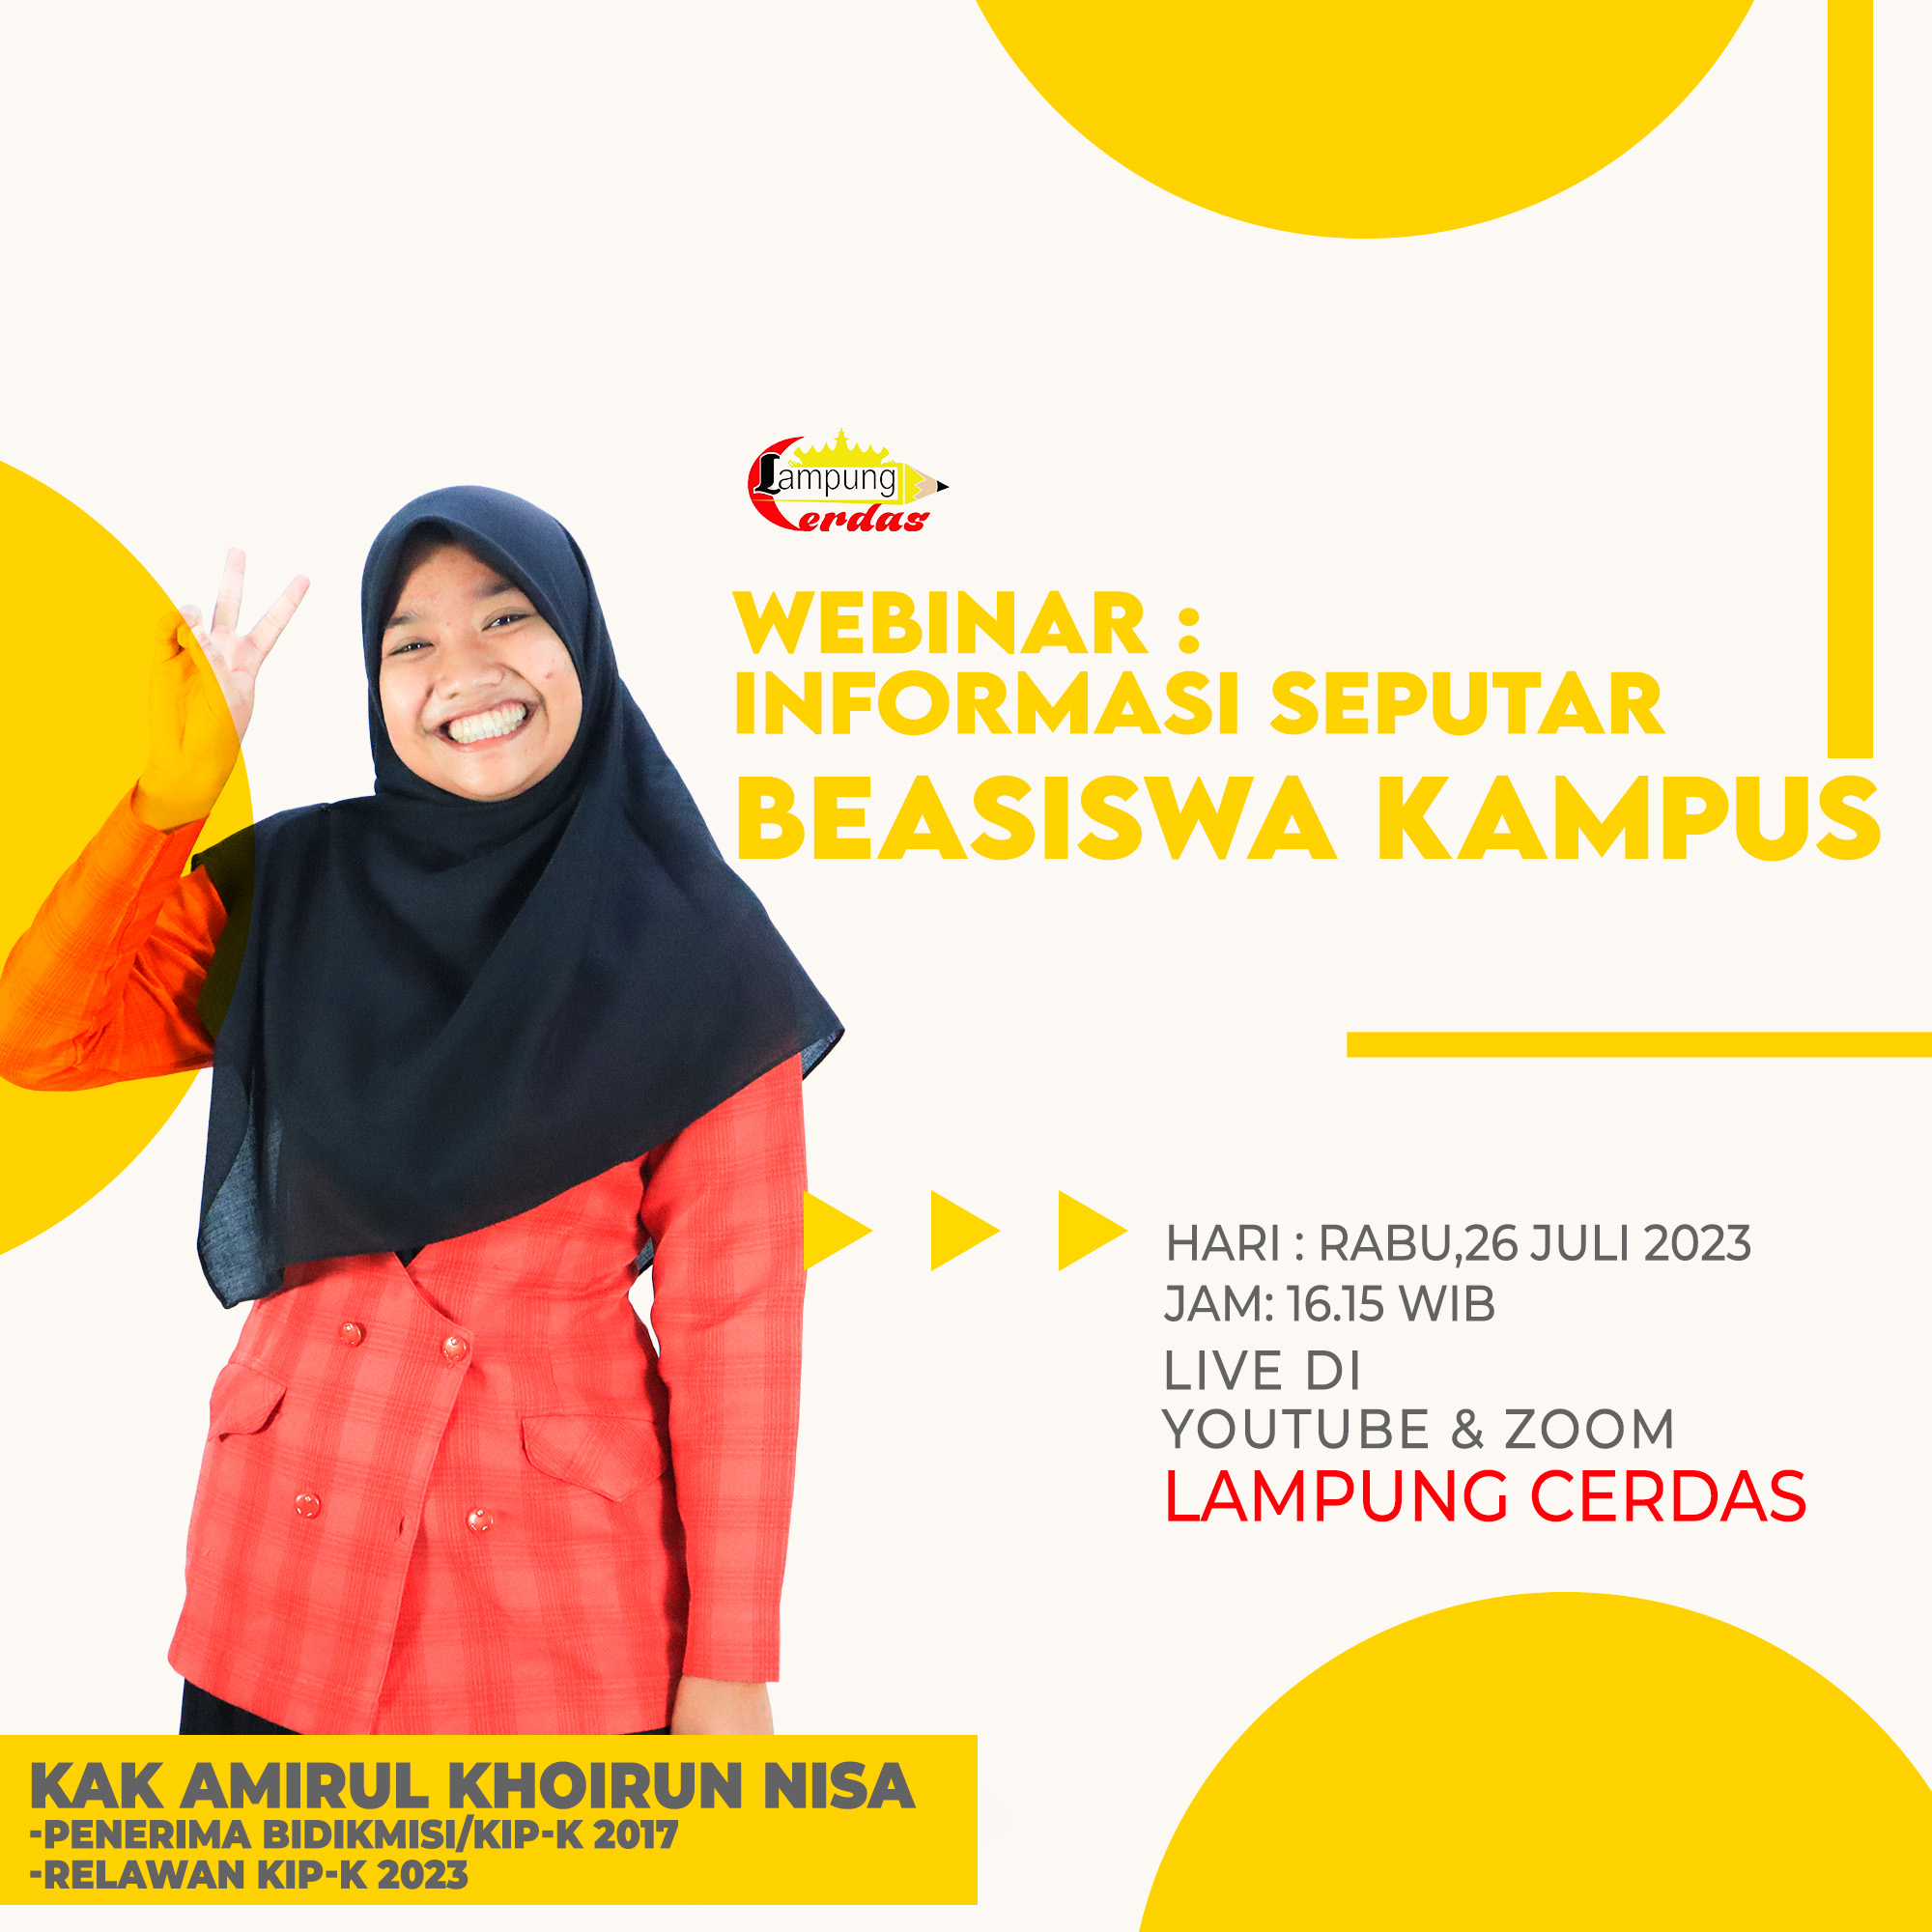 Lampung
Cerdas
WEBINAR :
INFORMASI SEPUTAR
BEASISWA KAMPUS
HARI : RABU,26 JULI 2023
JAM: 16.15 WIB
LIVE DI
YOUTUBE & ZOOM
LAMPUNG CERDAS
KAK AMIRUL KHOIRUN NISA
-PENERIMA BIDIKMISI/KIP-K 2017
-RELAWAN KIP-K 2023